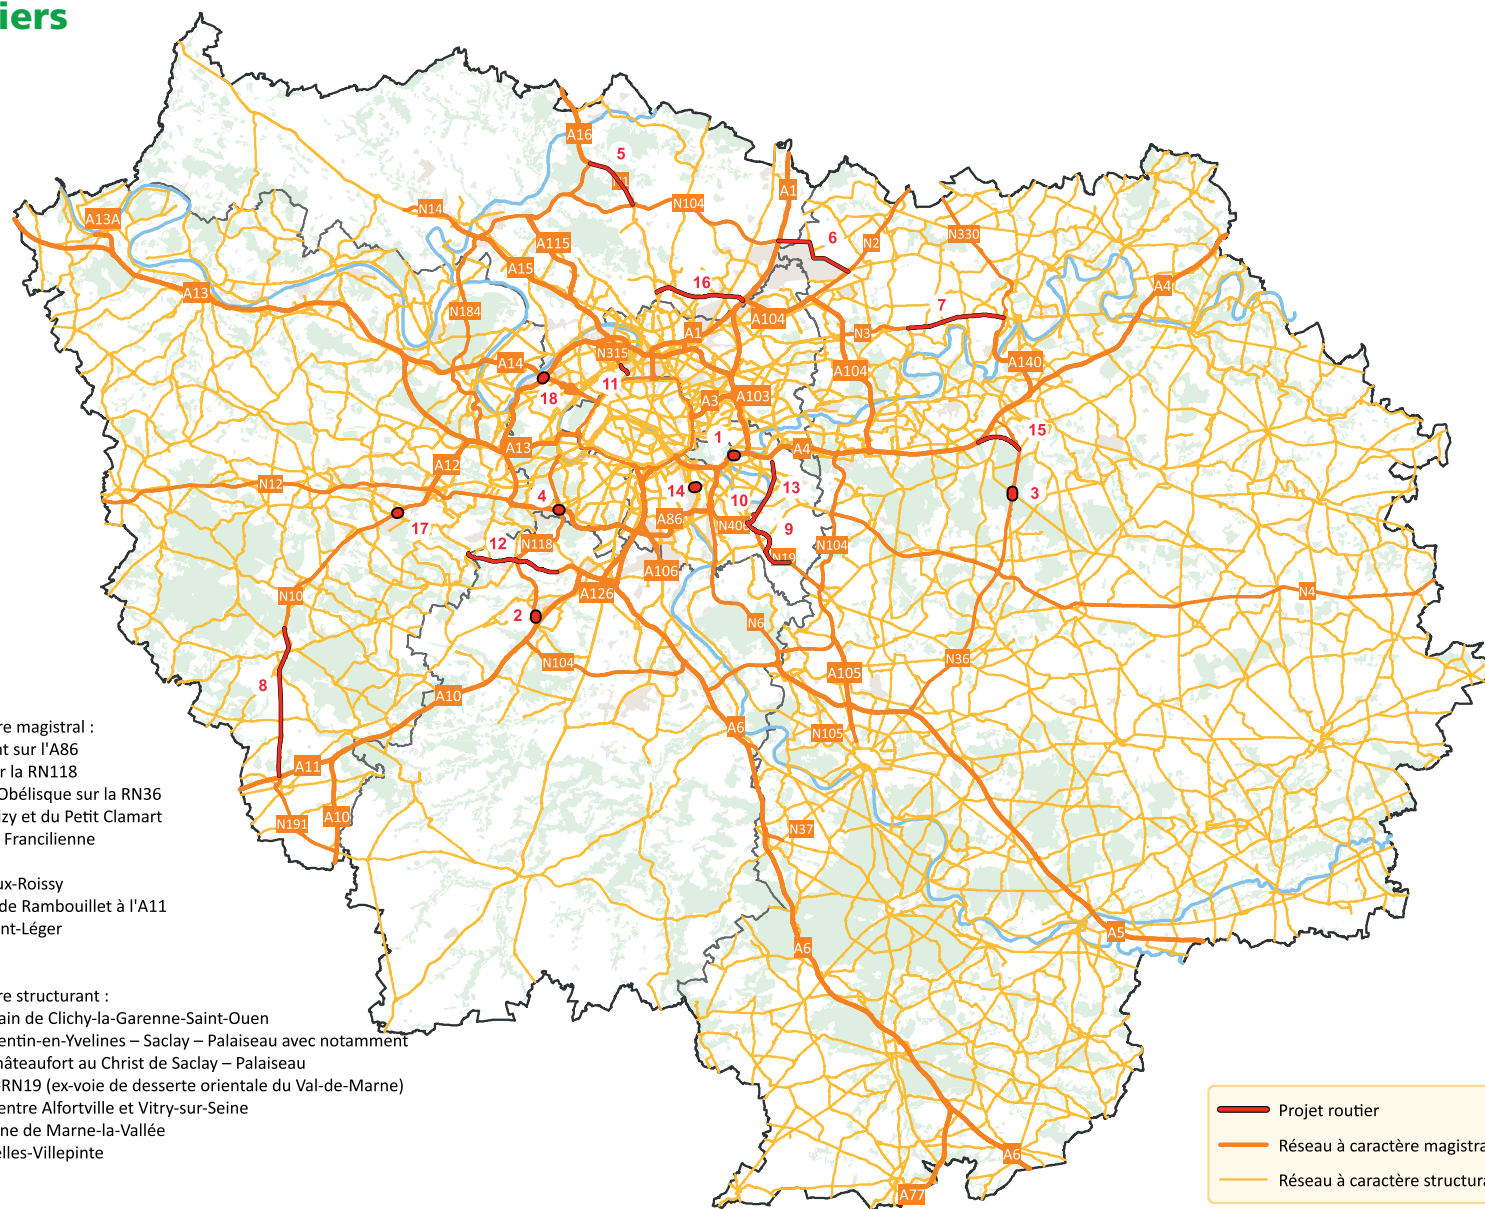 iers
A16
5
N1
A1
N104
N14
A13A
A115
6
N2
N330
A15
A4
16
A13
N184
7
A104
A1
N3
N315
A14
A140
A104
11
18
A3
A103
1
15
A13
A4
A12
N12
14
13
3
4
10
A86
N40
9
17
12
N118
N104
N19
A106
N10
A126
N4
2
N6
N104
N36
A105
8
A10
re magistral :
A6
N105
nt sur l'A86
A11
r la RN118
Obélisque sur la RN36
izy et du Petit Clamart
A10
N191
N37
Francilienne
ux-Roissy
de Rambouillet à l'A11
nt-Léger
A5
A6
re structurant :
ain de Clichy-la-Garenne-Saint-Ouen
entin-en-Yvelines – Saclay – Palaiseau avec notamment
hâteaufort au Christ de Saclay – Palaiseau
-RN19 (ex-voie de desserte orientale du Val-de-Marne)
entre Alfortville et Vitry-sur-Seine
ne de Marne-la-Vallée
elles-Villepinte
Projet routier
Réseau à caractère magistra
A6
Réseau à caractère structura
A77